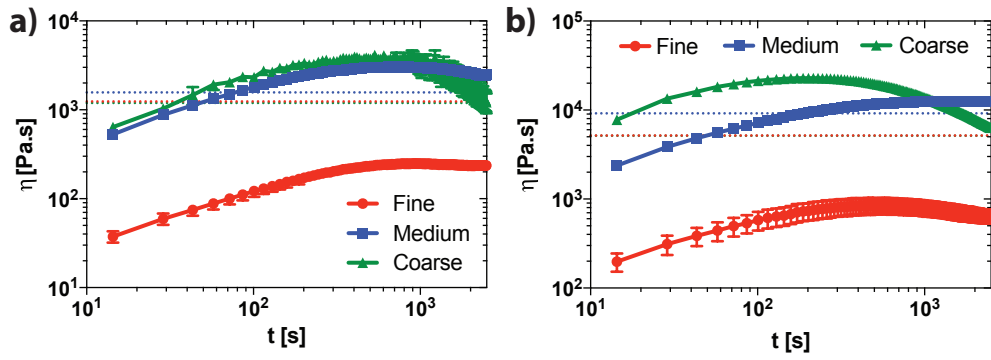 a)
η [Pa.s]
10⁴
10³
10²
10¹
10¹
10²
10³
t [s]
Fine
Medium
Coarse
b)
η [Pa.s]
10⁵
10⁴
10³
10²
10¹
10²
10³
t [s]
Fine Medium Coarse